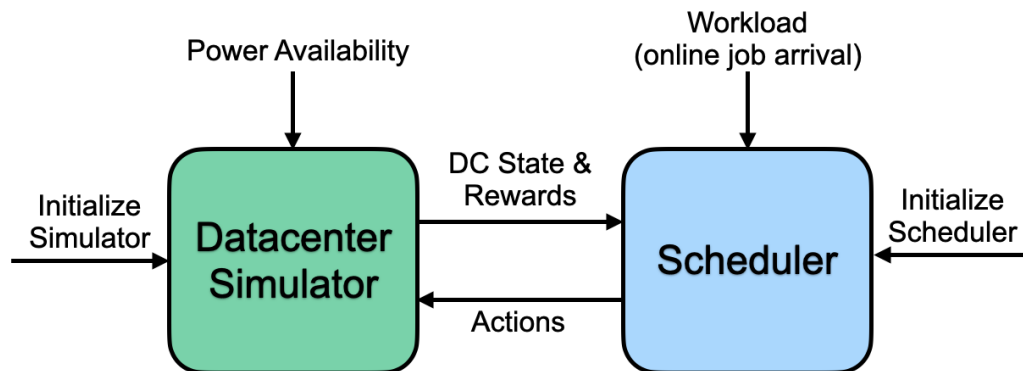 Power Availability
Workload
(online job arrival)
Initialize
Simulator
Datacenter
Simulator
DC State &
Rewards
Actions
Scheduler
Initialize
Scheduler